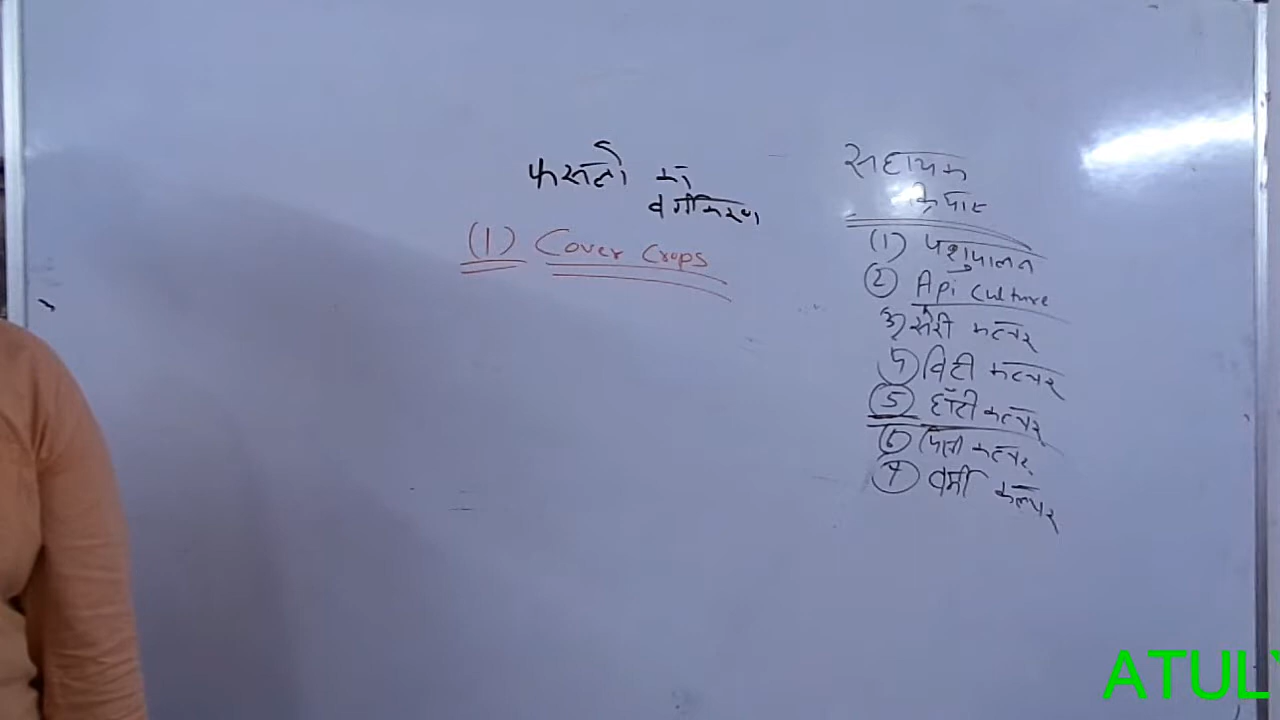 फसलों का
वर्गीकरण
(1) Cover Crops
सहायक
क्रियाए
(1) पशुपालन
(2) Api Culture
3) सेरी कल्चर
(4) विटी कल्चर
(5) हॉर्टी कल्चर
(6) पिसी कल्चर
(7) वर्मी कल्चर
ATUL